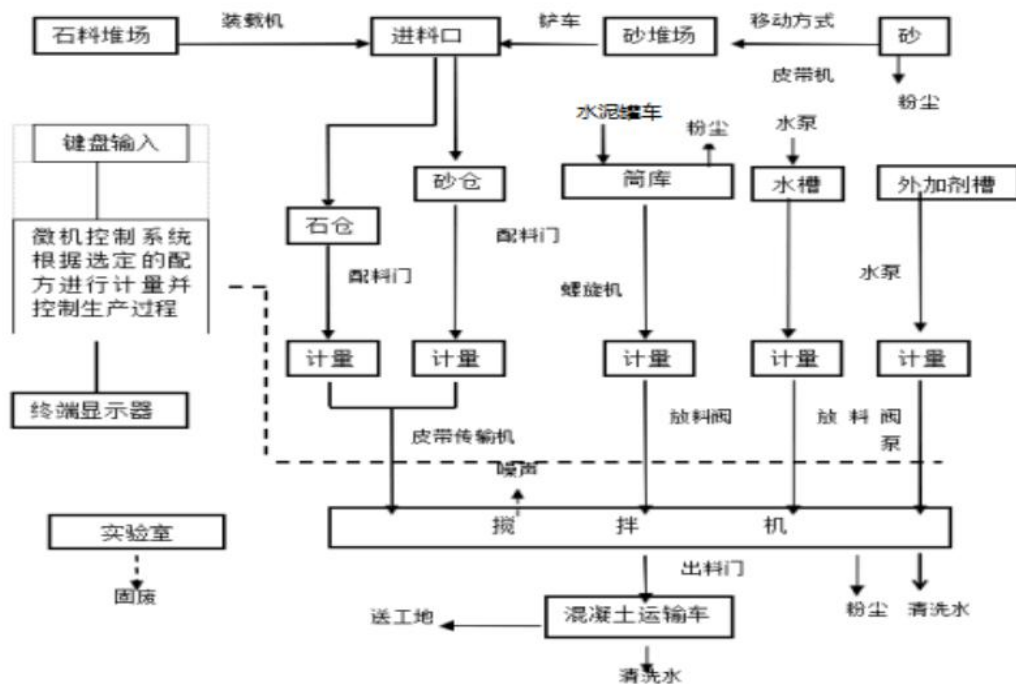 石料堆场
装载机
进料口
铲车
砂堆场
移动方式
砂
皮带机
粉尘
水泥罐车
粉尘
水泵
键盘输入
砂仓
筒库
水槽
外加剂槽
石仓
微机控制系统
根据选定的配
方进行计量并
控制生产过程
配料门
配料门
螺旋机
水泵
计量
计量
计量
计量
计量
终端显示器
皮带传输机
放料阀
放料阀
泵
噪声
实验室
搅拌机
固废
出料门
粉尘
清洗水
送工地
混凝土运输车
清洗水